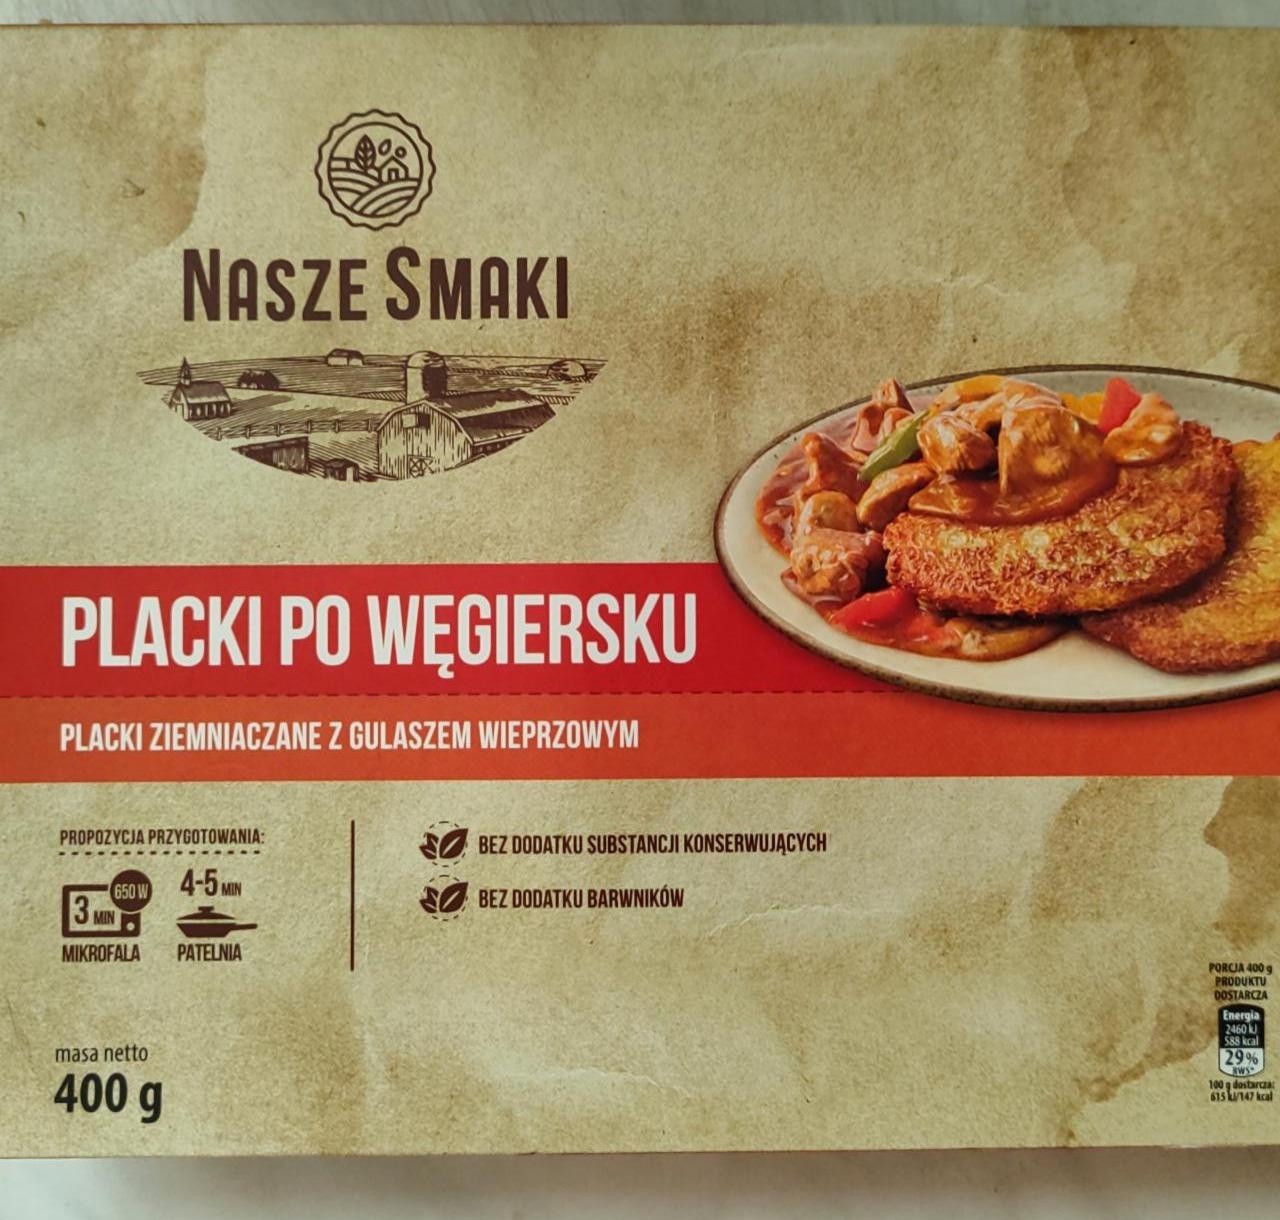 NASZE SMAKI
PLACKI PO WĘGIERSKU
PLACKI ZIEMNIACZANE Z GULASZEM WIEPRZOWYM
PROPOZYCJA PRZYGOTOWANIA:
650 W
3 MIN
MIKROFALA
4-5 MIN
PATELNIA
BEZ DODATKU SUBSTANCJI KONSERWUJĄCYCH
BEZ DODATKU BARWNIKÓW
masa netto
400 g
PORCJA 400 g
PRODUKTU
DOSTARCZA
Energia
2460 kJ
588 kcal
29%
RWS*
100 g dostarcza:
615 kJ/147 kcal